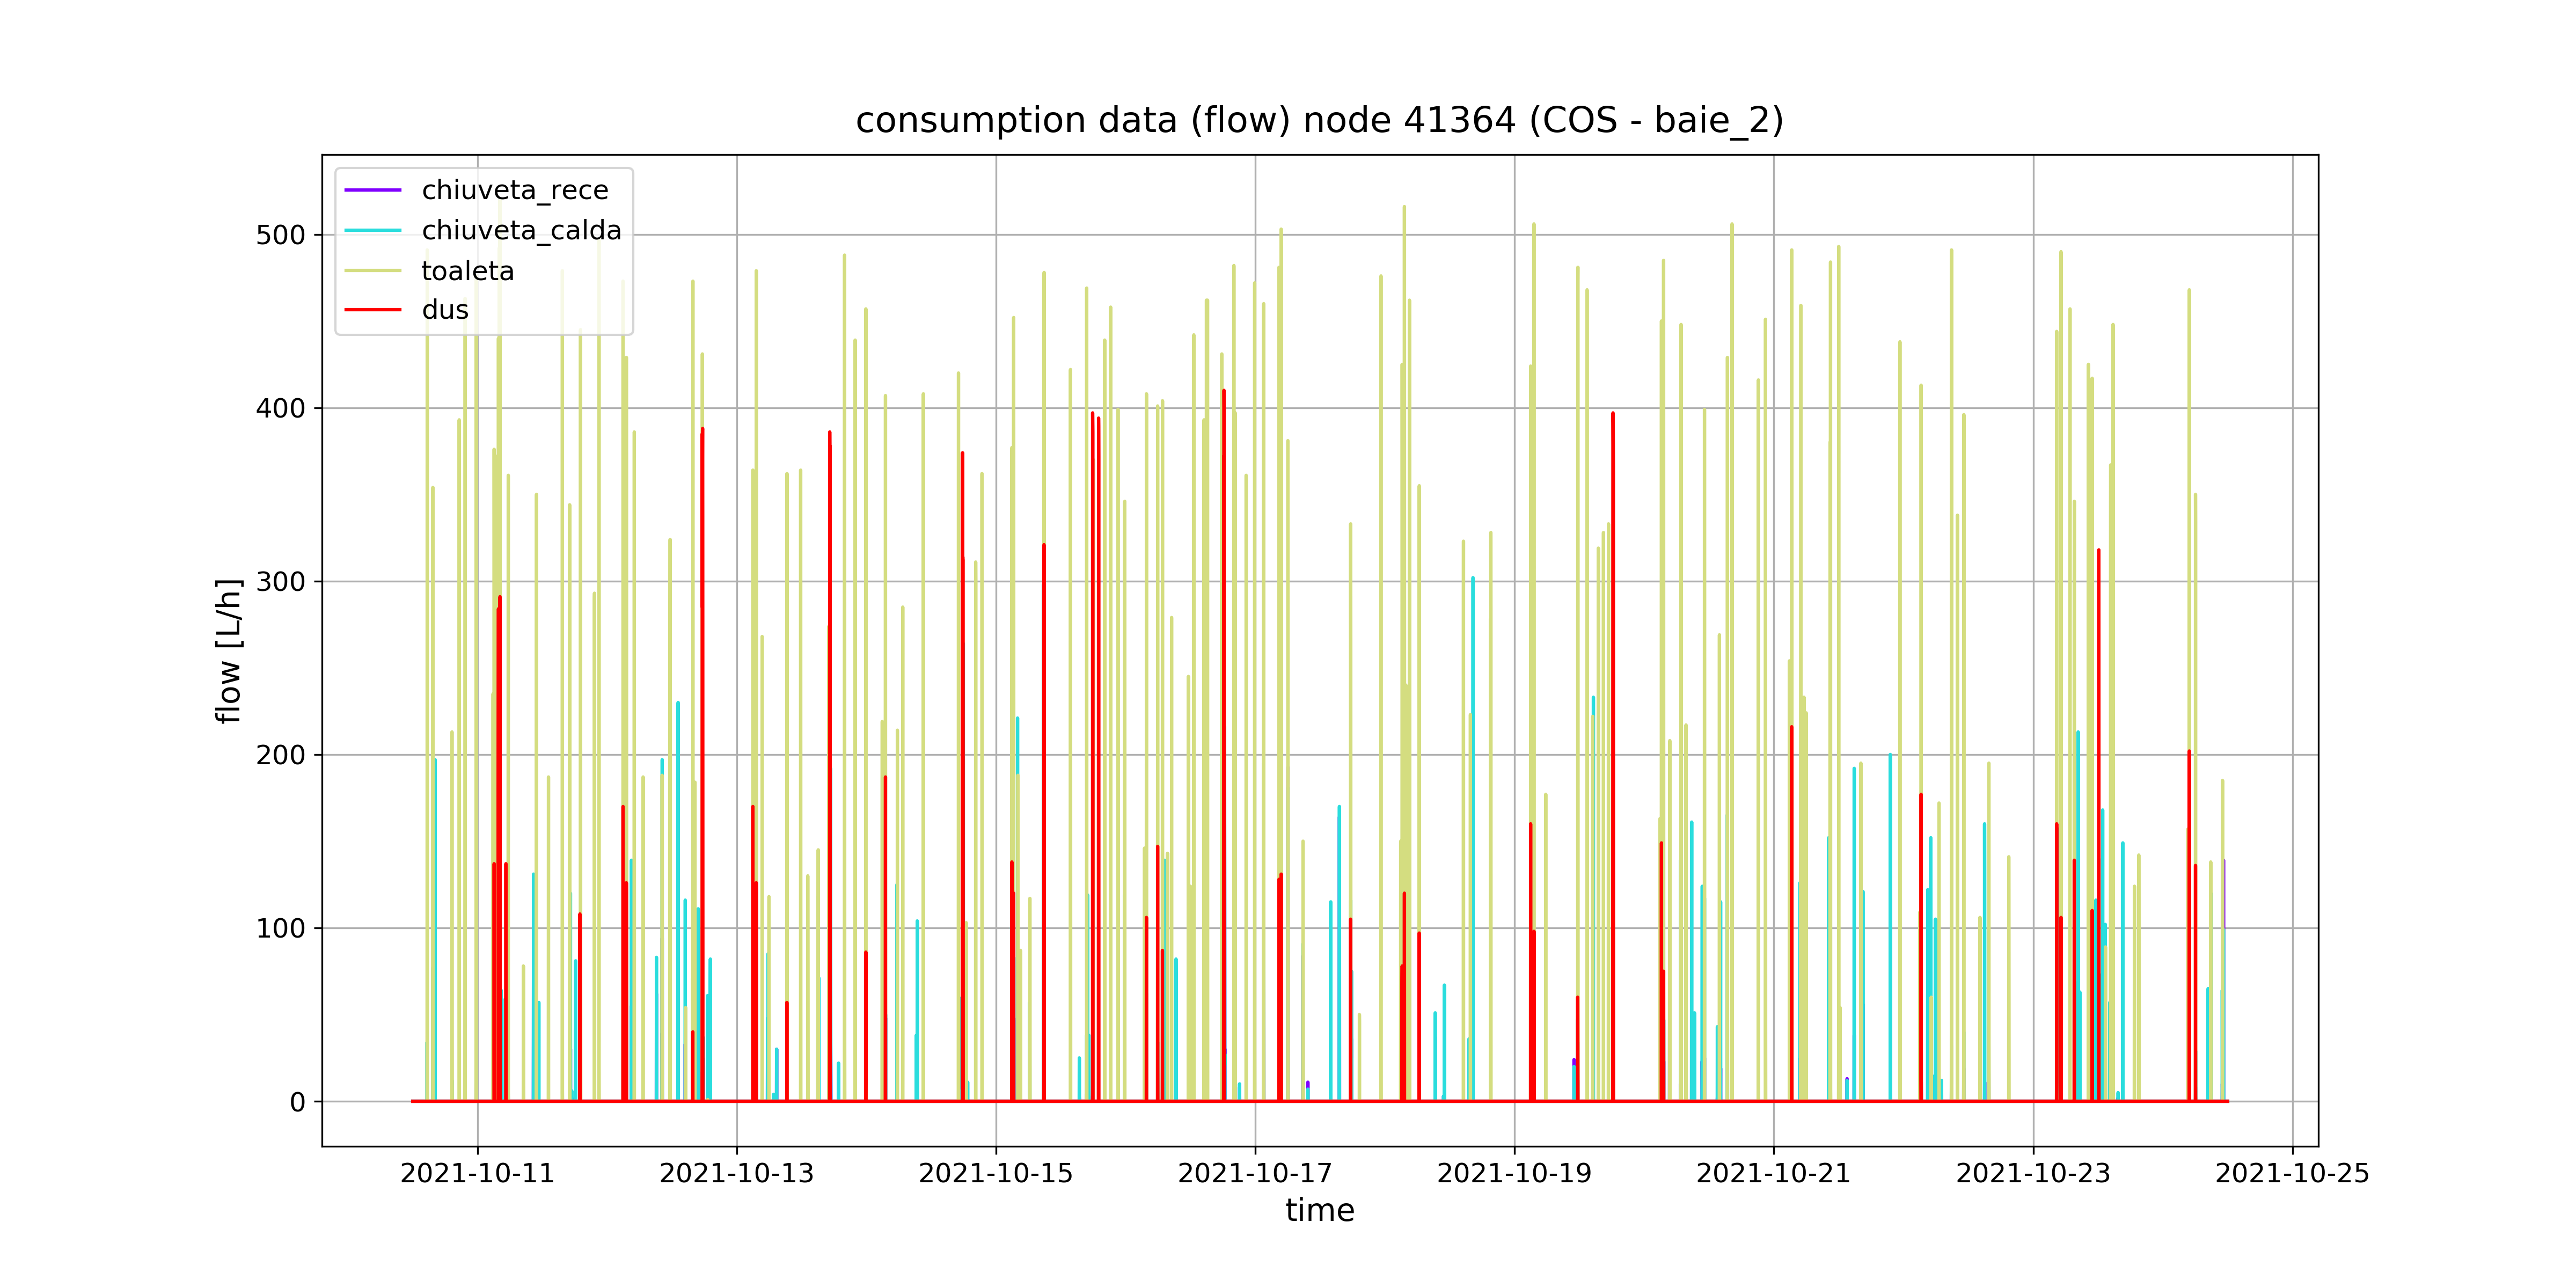 consumption data (flow) node 41364 (COS - baie_2)
chiuveta_rece
chiuveta_calda
toaleta
dus
flow [L/h]
500
400
300
200
100
0
2021-10-11 2021-10-13 2021-10-15 2021-10-17 2021-10-19 2021-10-21 2021-10-23 2021-10-25
time